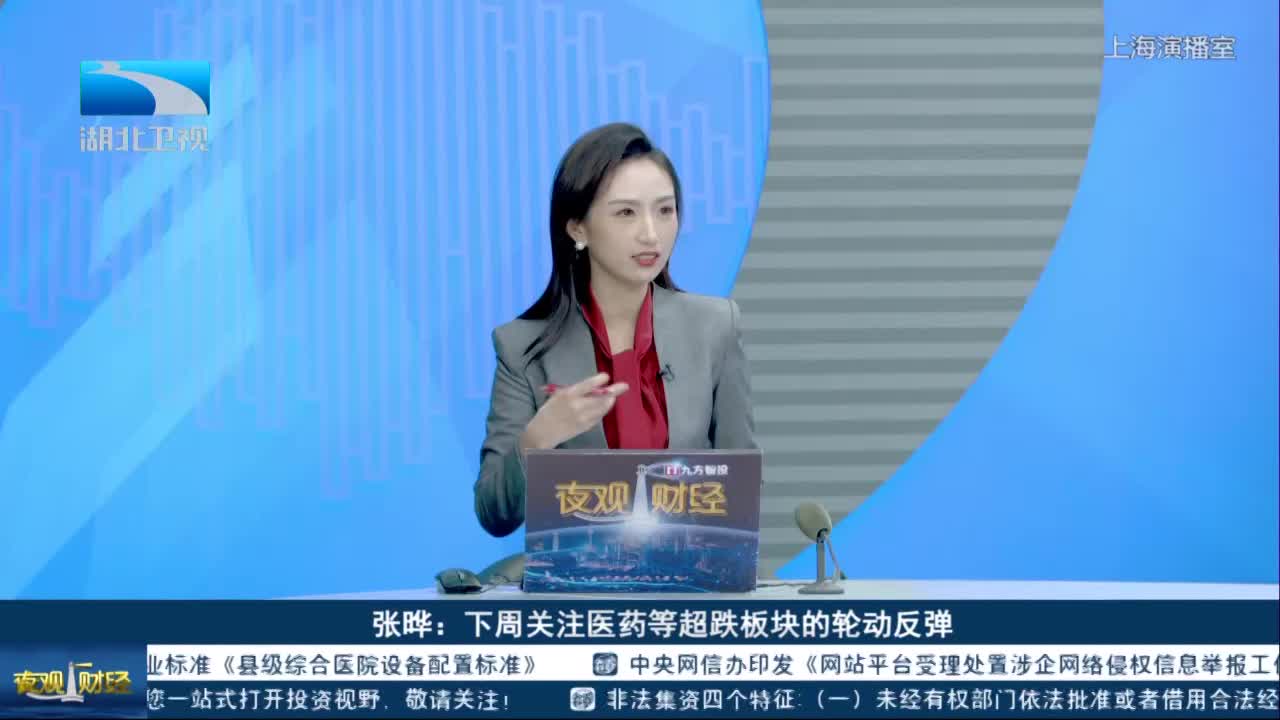 上海演播室
湖北卫视
九方智投
夜观财经
张晔：下周关注医药等超跌板块的轮动反弹
业标准《县级综合医院设备配置标准》 中央网信办印发《网站平台受理处置涉企网络侵权信息举报工
夜观财经
您一站式打开投资视野，敬请关注！ 非法集资四个特征：（一）未经有权部门依法批准或者借用合法经